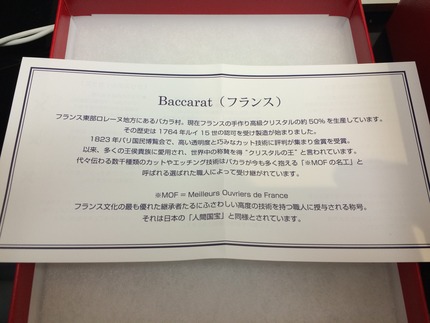 Baccarat（フランス）
フランス東部ロレーヌ地方にあるバカラ村。現在フランスの手作り高級クリスタルの約50％を生産しています。
その歴史は1764年ルイ15世の認可を受け製造が始まりました。
1823年パリ国民博覧会で、高い透明度と巧みなカット技術に評判が集まり金賞を受賞。
以来、多くの王侯貴族に愛用され、世界中の称賛を得“クリスタルの王”と言われています。
代々伝わる数千種類のカットやエッチング技術はバカラが今も多く抱える「※MOFの名工」と
呼ばれる選ばれた職人によって受け継がれています。
※MOF＝Meilleurs Ouvriers de France
フランス文化の最も優れた継承者たるにふさわしい高度の技術を持つ職人に授与される称号。
それは日本の「人間国宝」と同様とされています。